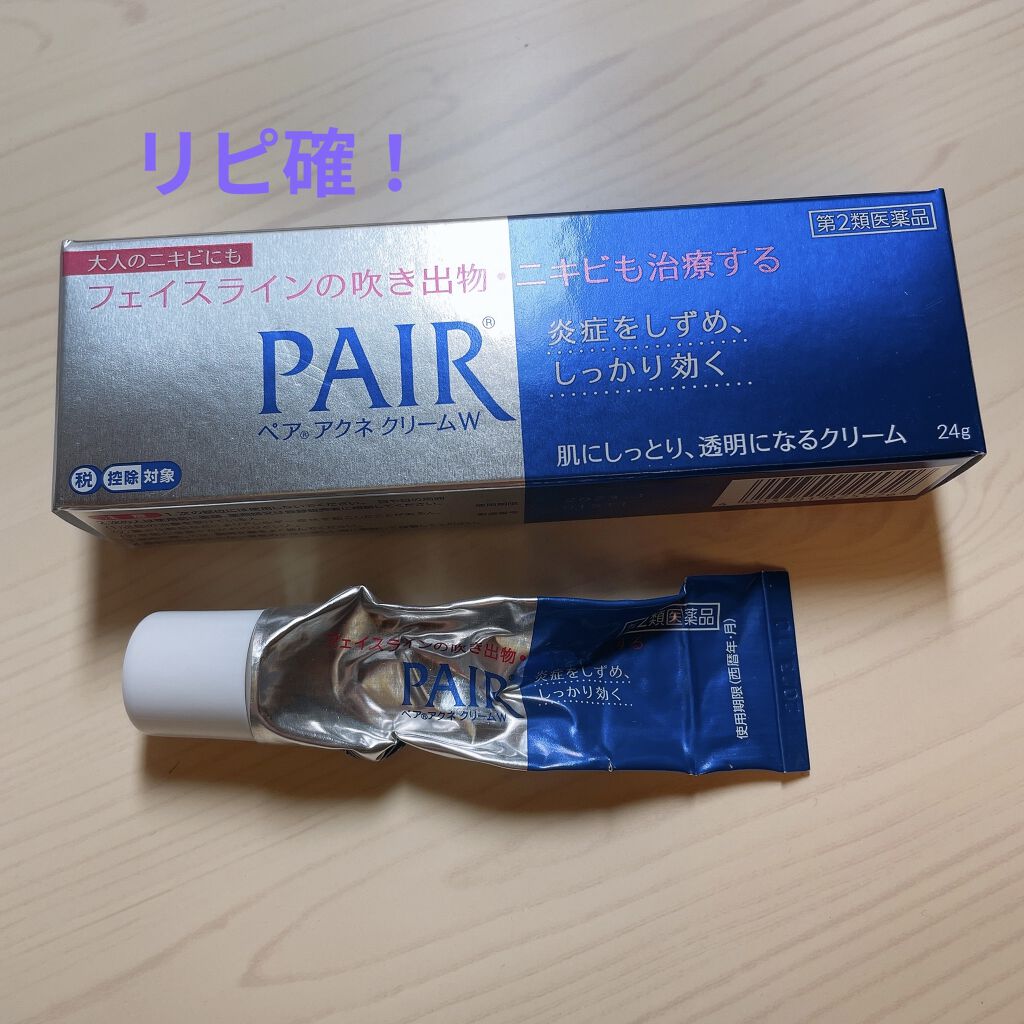 リピ確！
第2類医薬品
大人のニキビにも
フェイスラインの吹き出物・ニキビも治療する
PAIR®
ペア®アクネ クリームW
炎症をしずめ、
しっかり効く
肌にしっとり、透明になるクリーム
24g
税 控除 対象
類医薬品
フェイスラインの吹き出物・
る
PAIR
ペア®アクネ クリームW
炎症をしずめ、
しっかり効く
使用期限(西暦年・月)